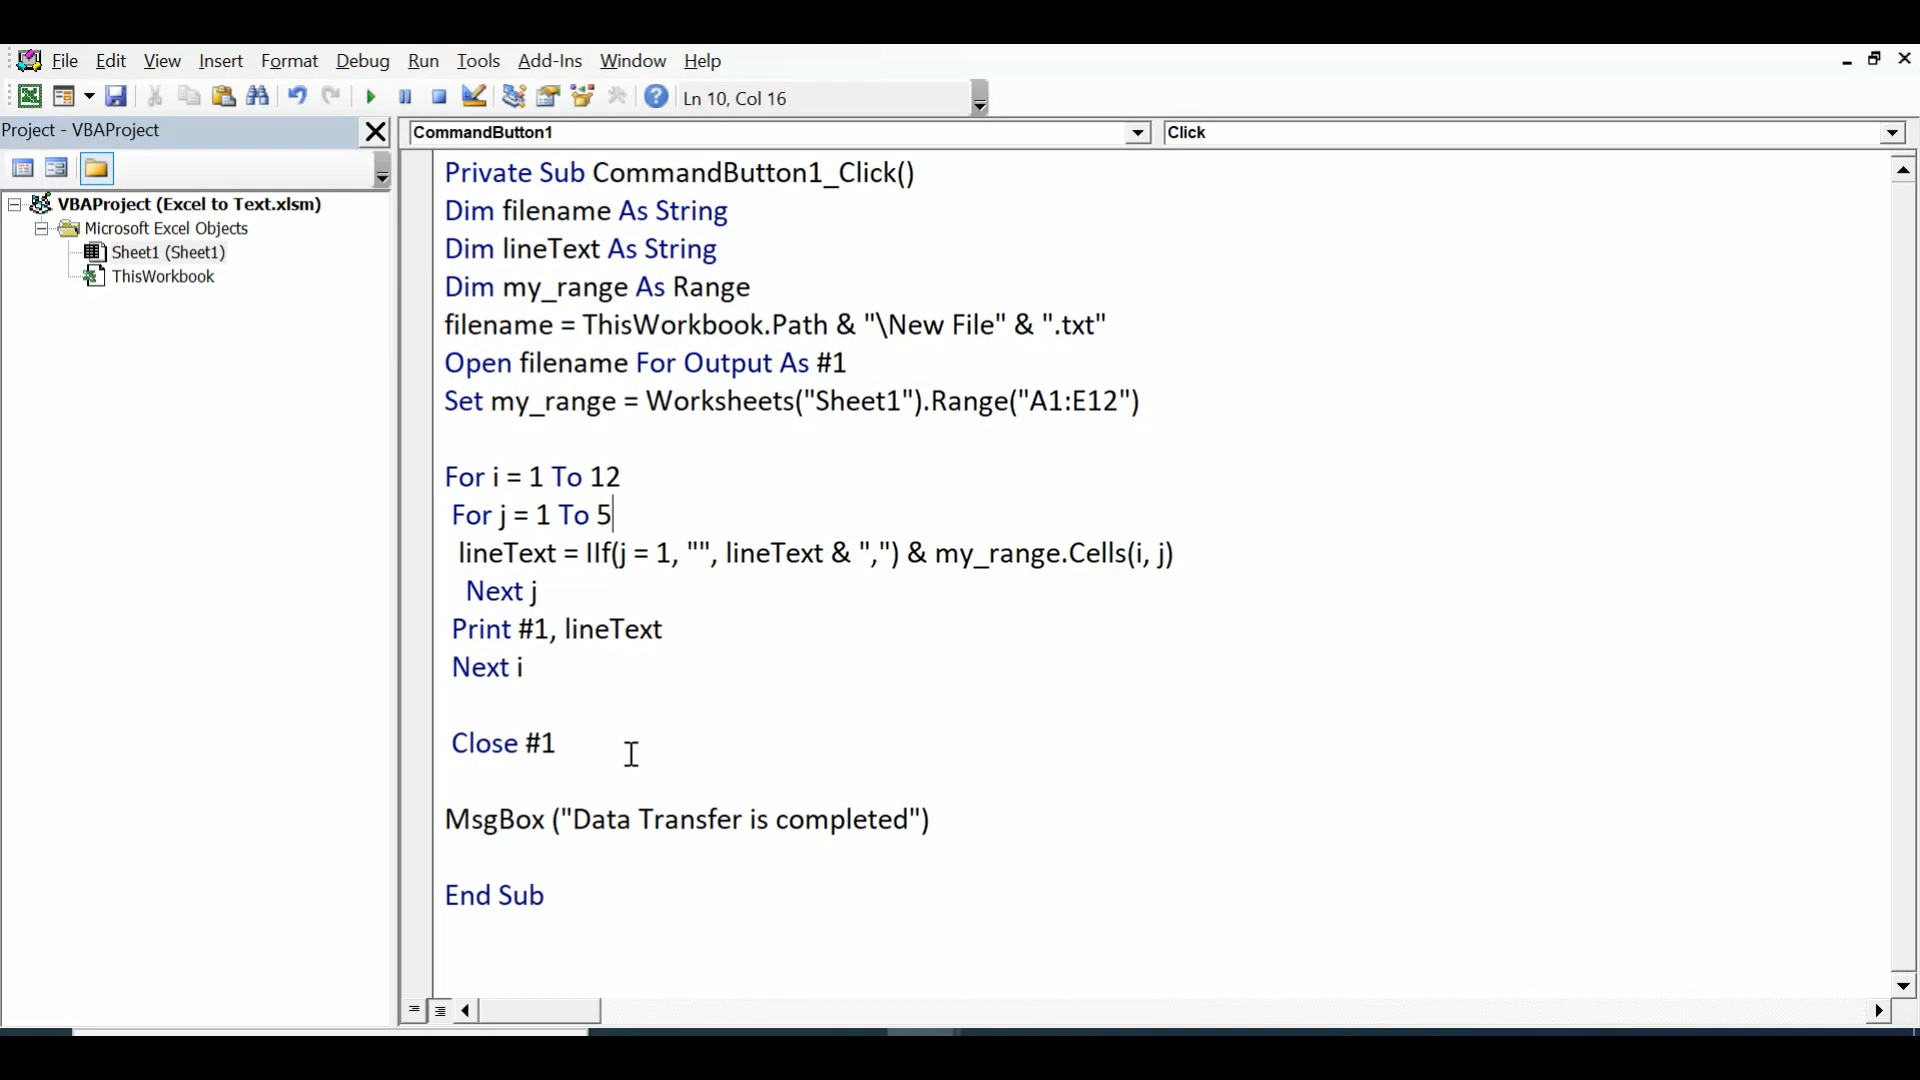 File Edit View Insert Format Debug Run Tools Add-Ins Window Help
Ln 10, Col 16
Project - VBAProject
CommandButton1
Click
VBAProject (Excel to Text.xlsm)
Microsoft Excel Objects
Sheet1 (Sheet1)
ThisWorkbook
Private Sub CommandButton1_Click()
Dim filename As String
Dim lineText As String
Dim my_range As Range
filename = ThisWorkbook.Path & "\New File" & ".txt"
Open filename For Output As #1
Set my_range = Worksheets("Sheet1").Range("A1:E12")
For i = 1 To 12
For j = 1 To 5
lineText = IIf(j = 1, "", lineText & ",") & my_range.Cells(i, j)
Next j
Print #1, lineText
Next i
Close #1
MsgBox ("Data Transfer is completed")
End Sub